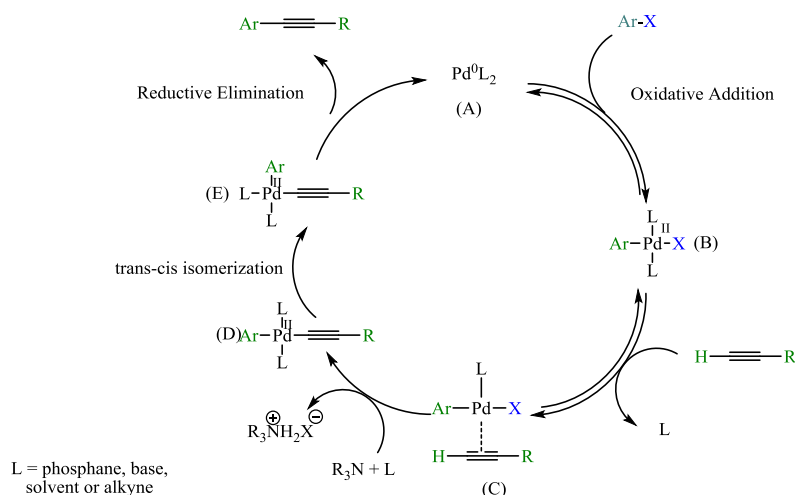 Ar R
Ar-X
Pd⁰L₂
Reductive Elimination
Oxidative Addition
(A)
Ar
(E) L-Pd R
II
L
L II
Ar-Pd-X (B)
L
trans-cis isomerization
L
II
(D) Ar-Pd R
L
H R
L
Ar-Pd-X
L
R₃NH₂X
⊕ ⊖
H R
R₃N + L
(C)
L = phosphane, base,
solvent or alkyne